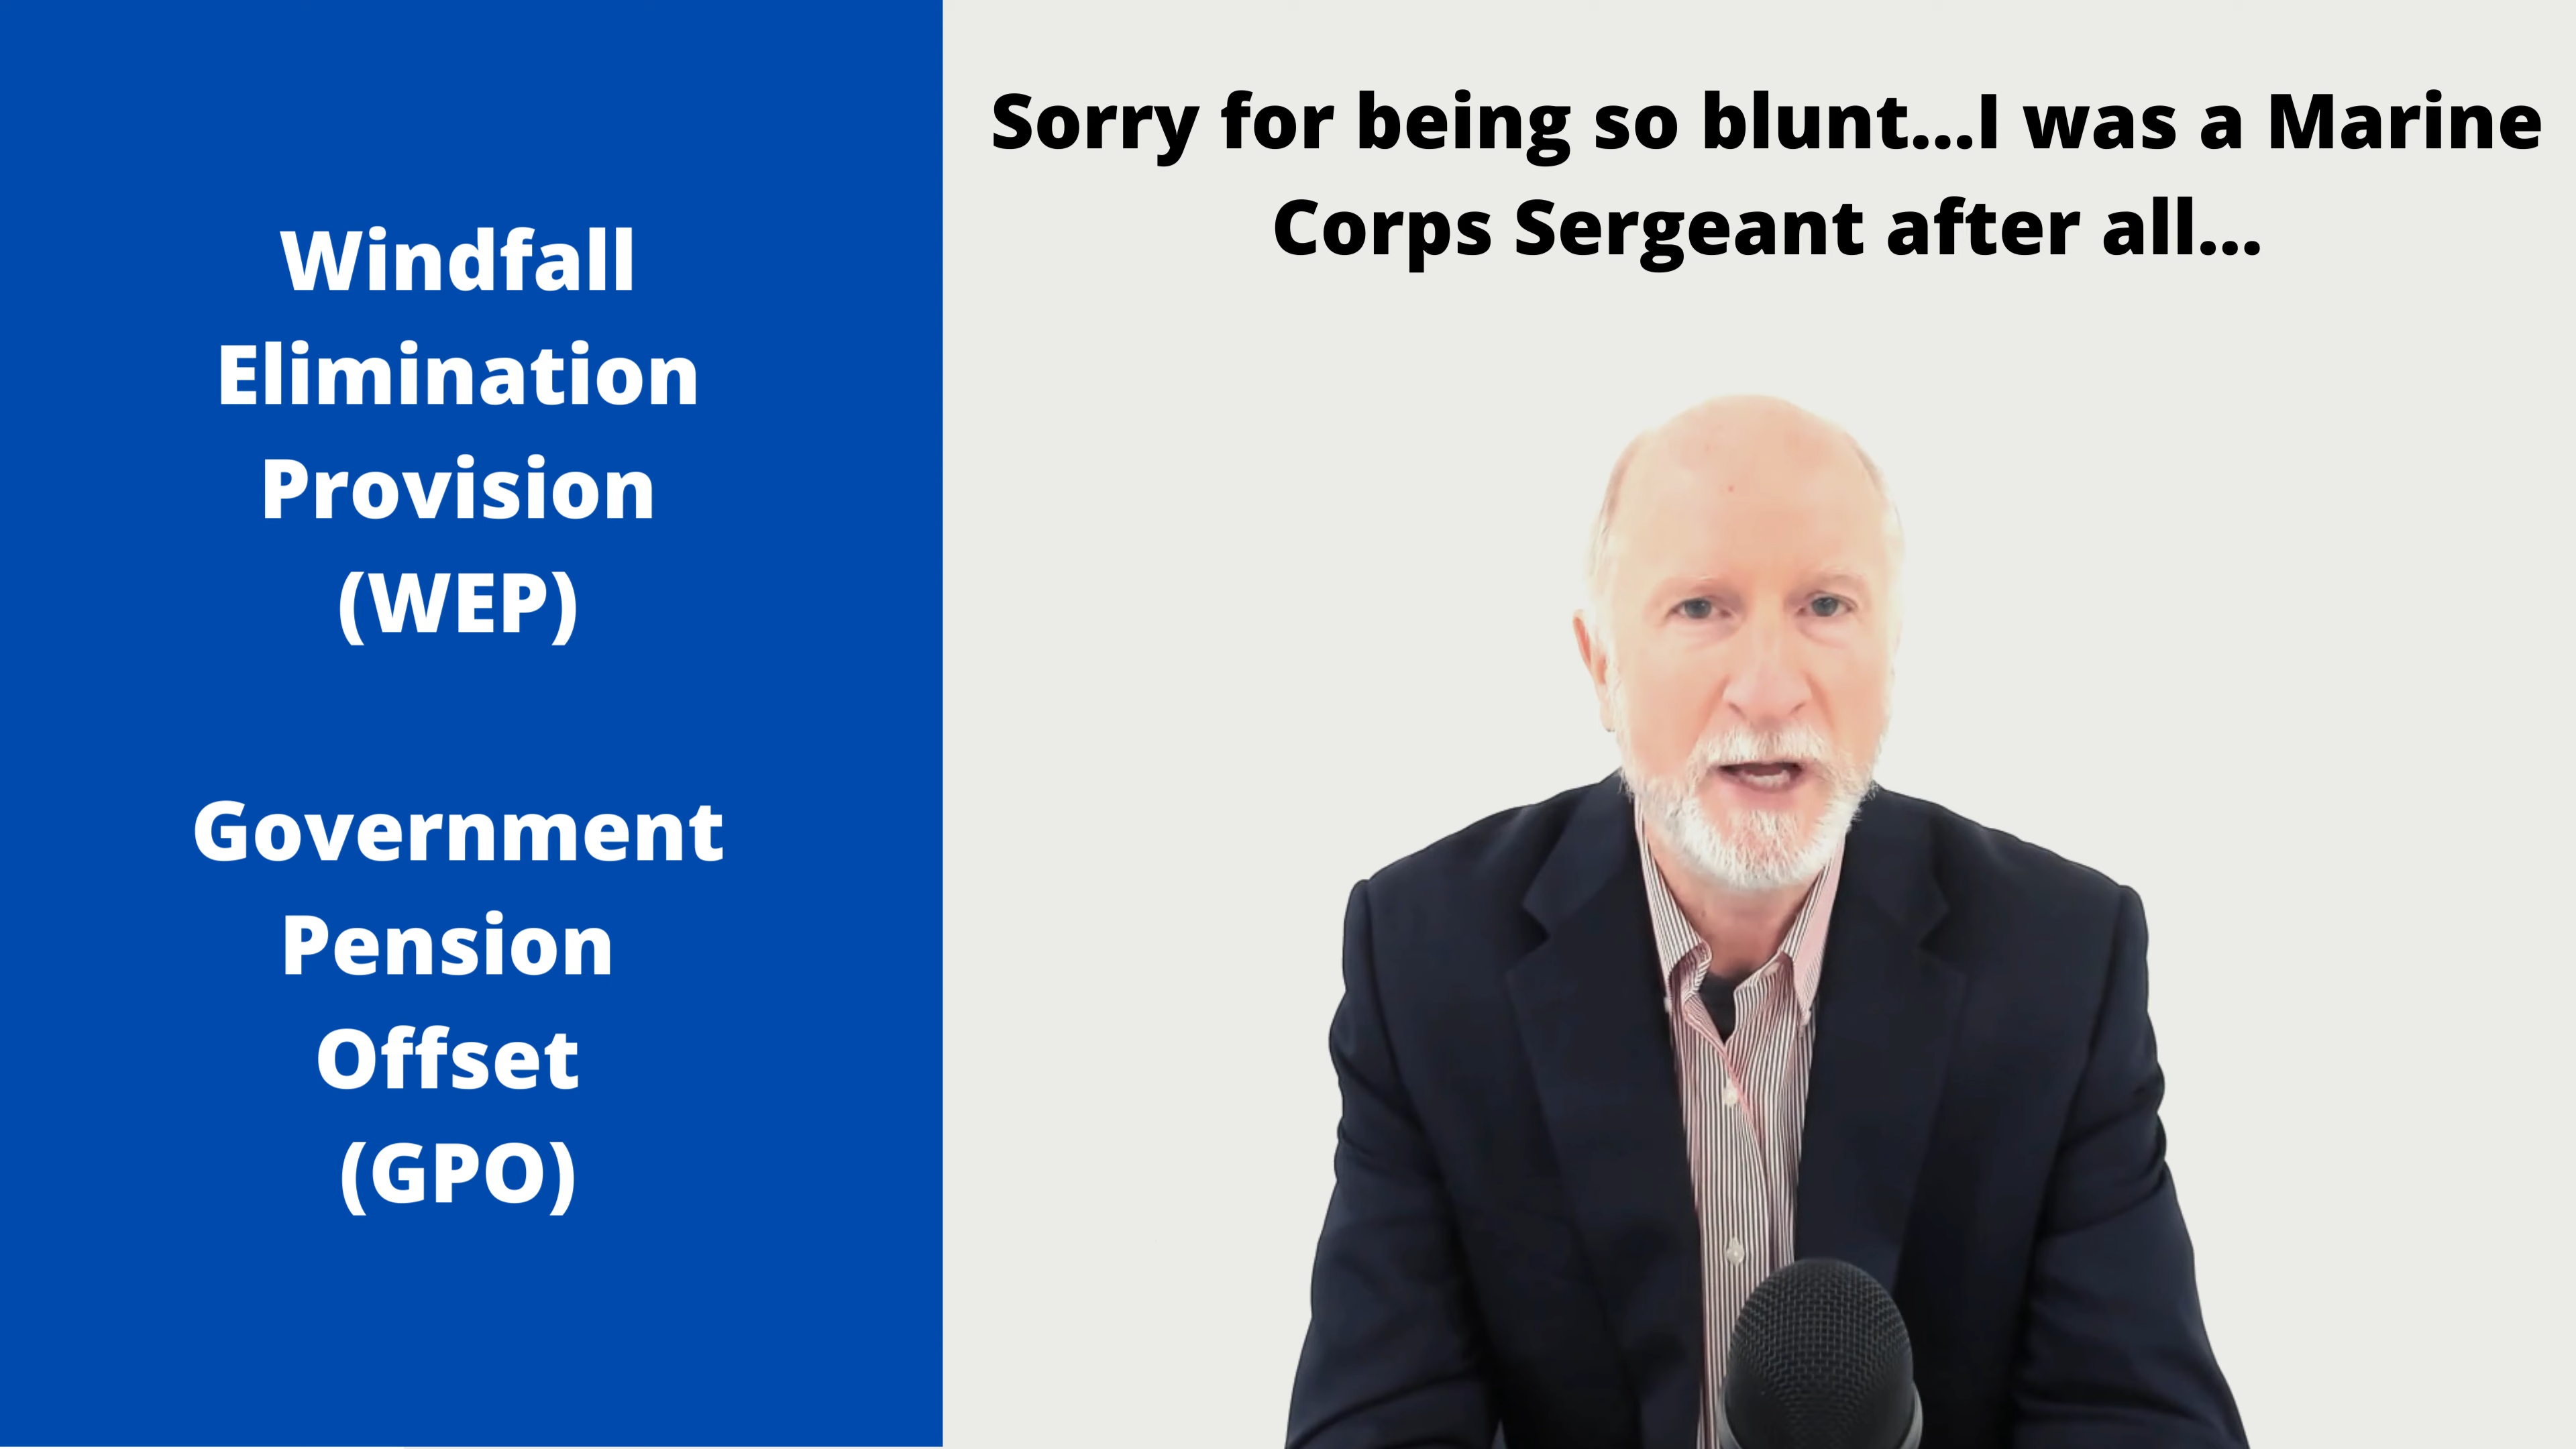 Windfall
Elimination
Provision
(WEP)
Government
Pension
Offset
(GPO)
Sorry for being so blunt...I was a Marine
Corps Sergeant after all...